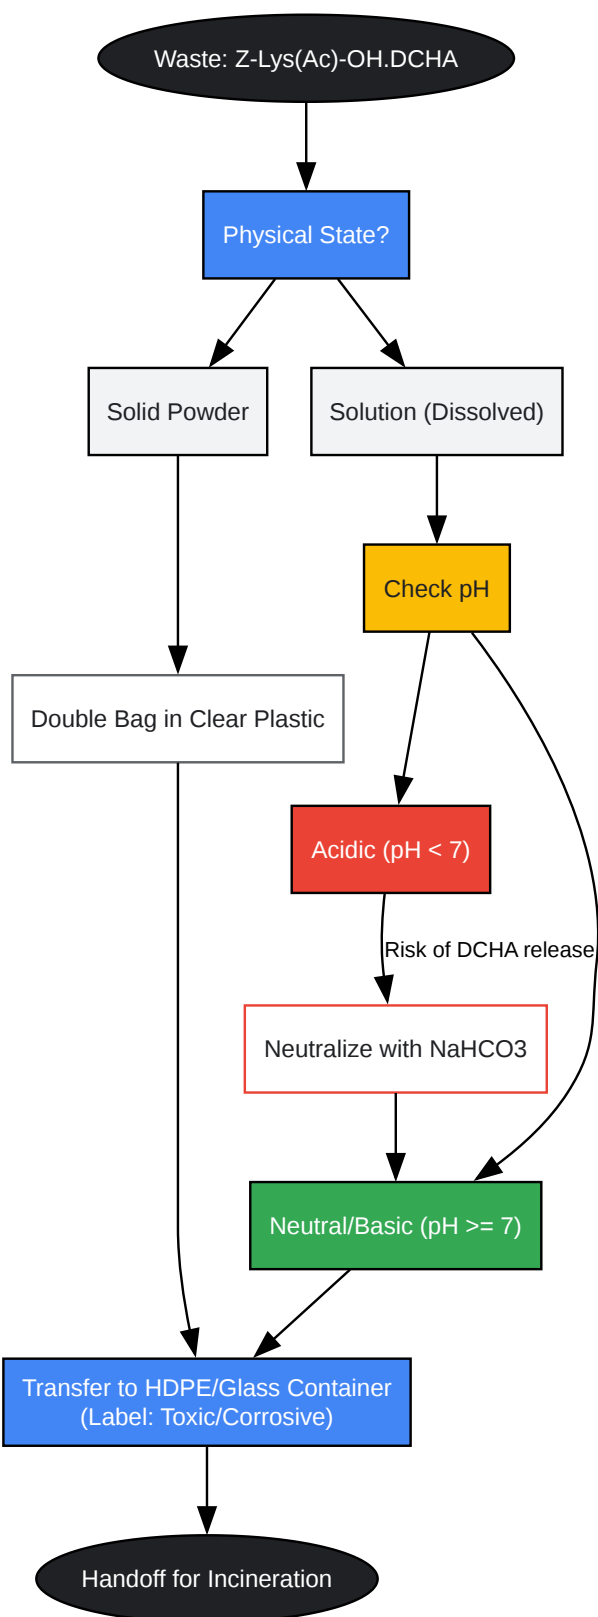 Waste: Z-Lys(Ac)-OH.DCHA
Physical State?
Solid Powder
Solution (Dissolved)
Check pH
Double Bag in Clear Plastic
Acidic (pH < 7)
Risk of DCHA release
Neutralize with NaHCO3
Neutral/Basic (pH >= 7)
Transfer to HDPE/Glass Container
(Label: Toxic/Corrosive)
Handoff for Incineration